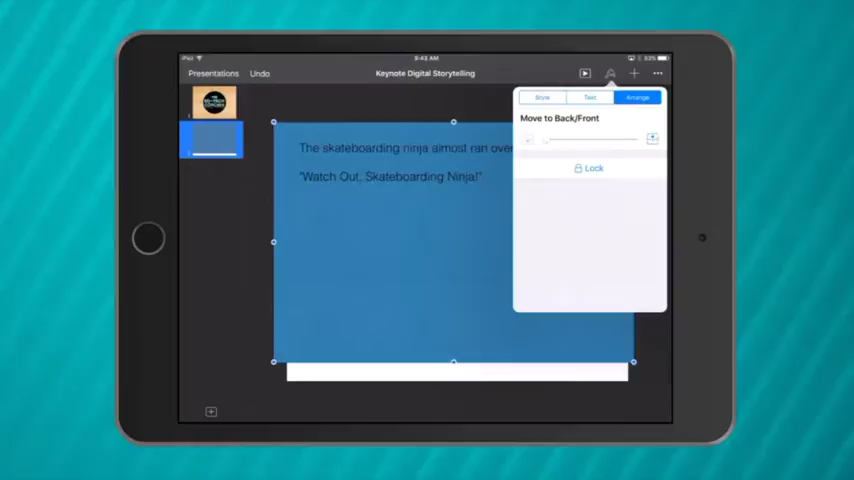 iPad
9:43 AM
53%
Presentations
Undo
Keynote Digital Storytelling
Style
Text
Arrange
Move to Back/Front
Lock
The skateboarding ninja almost ran over
"Watch Out, Skateboarding Ninja!"